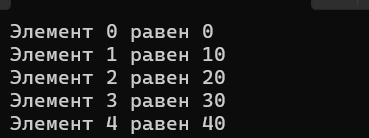 Элемент 0 равен 0
Элемент 1 равен 10
Элемент 2 равен 20
Элемент 3 равен 30
Элемент 4 равен 40